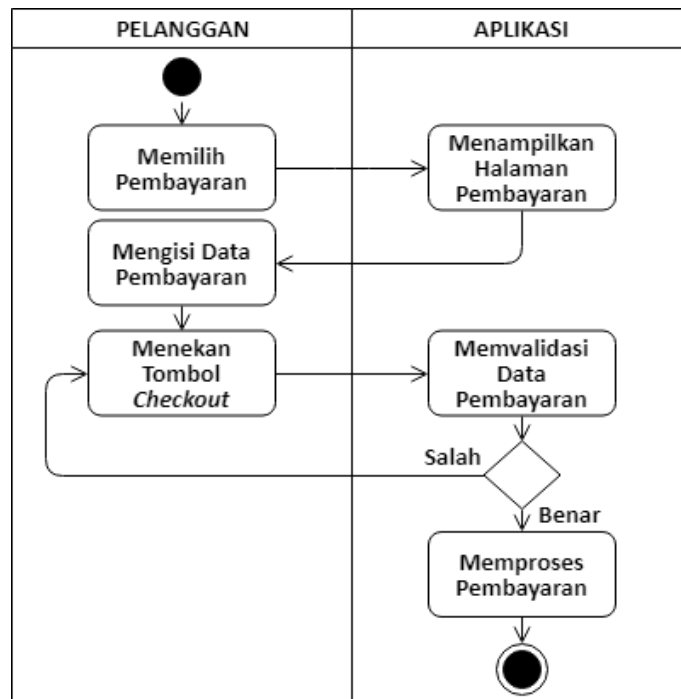 PELANGGAN
APLIKASI
Memilih
Pembayaran
Menampilkan
Halaman
Pembayaran
Mengisi Data
Pembayaran
Menekan
Tombol
Checkout
Memvalidasi
Data
Pembayaran
Salah
Benar
Memproses
Pembayaran